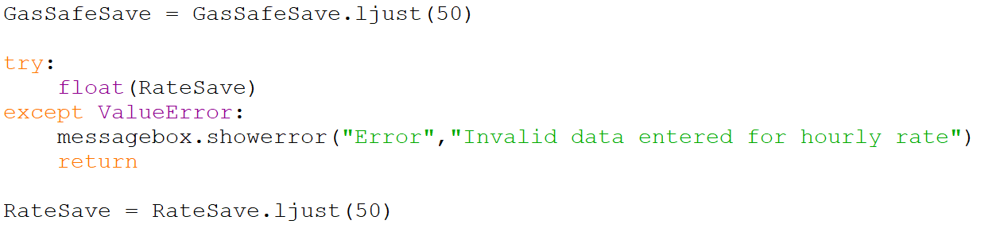 GasSafeSave = GasSafeSave.ljust(50)
try:
    float(RateSave)
except ValueError:
    messagebox.showerror("Error","Invalid data entered for hourly rate")
    return
RateSave = RateSave.ljust(50)